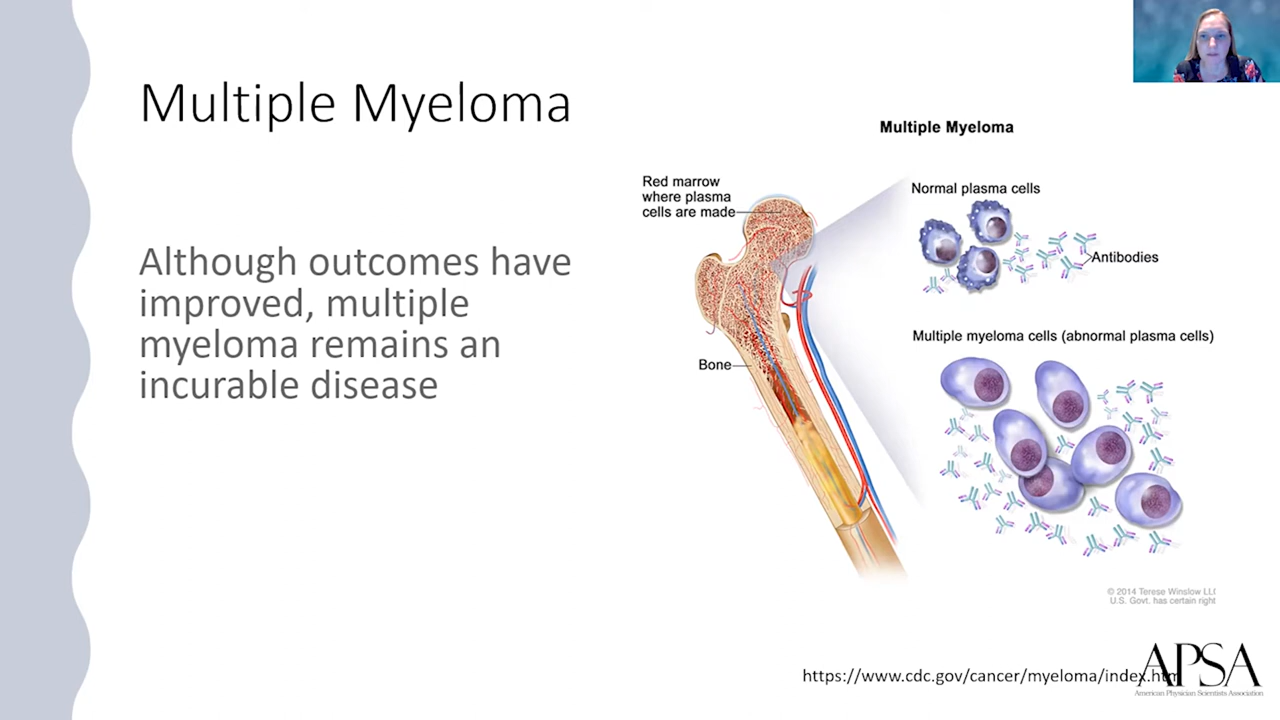 Multiple Myeloma
Although outcomes have
improved, multiple
myeloma remains an
incurable disease
Multiple Myeloma
Red marrow
where plasma
cells are made
Bone
Normal plasma cells
Antibodies
Multiple myeloma cells (abnormal plasma cells)
© 2014 Terese Winslow LLC
U.S. Govt. has certain right
https://www.cdc.gov/cancer/myeloma/index.htm
APSA
American Physician Scientists Association